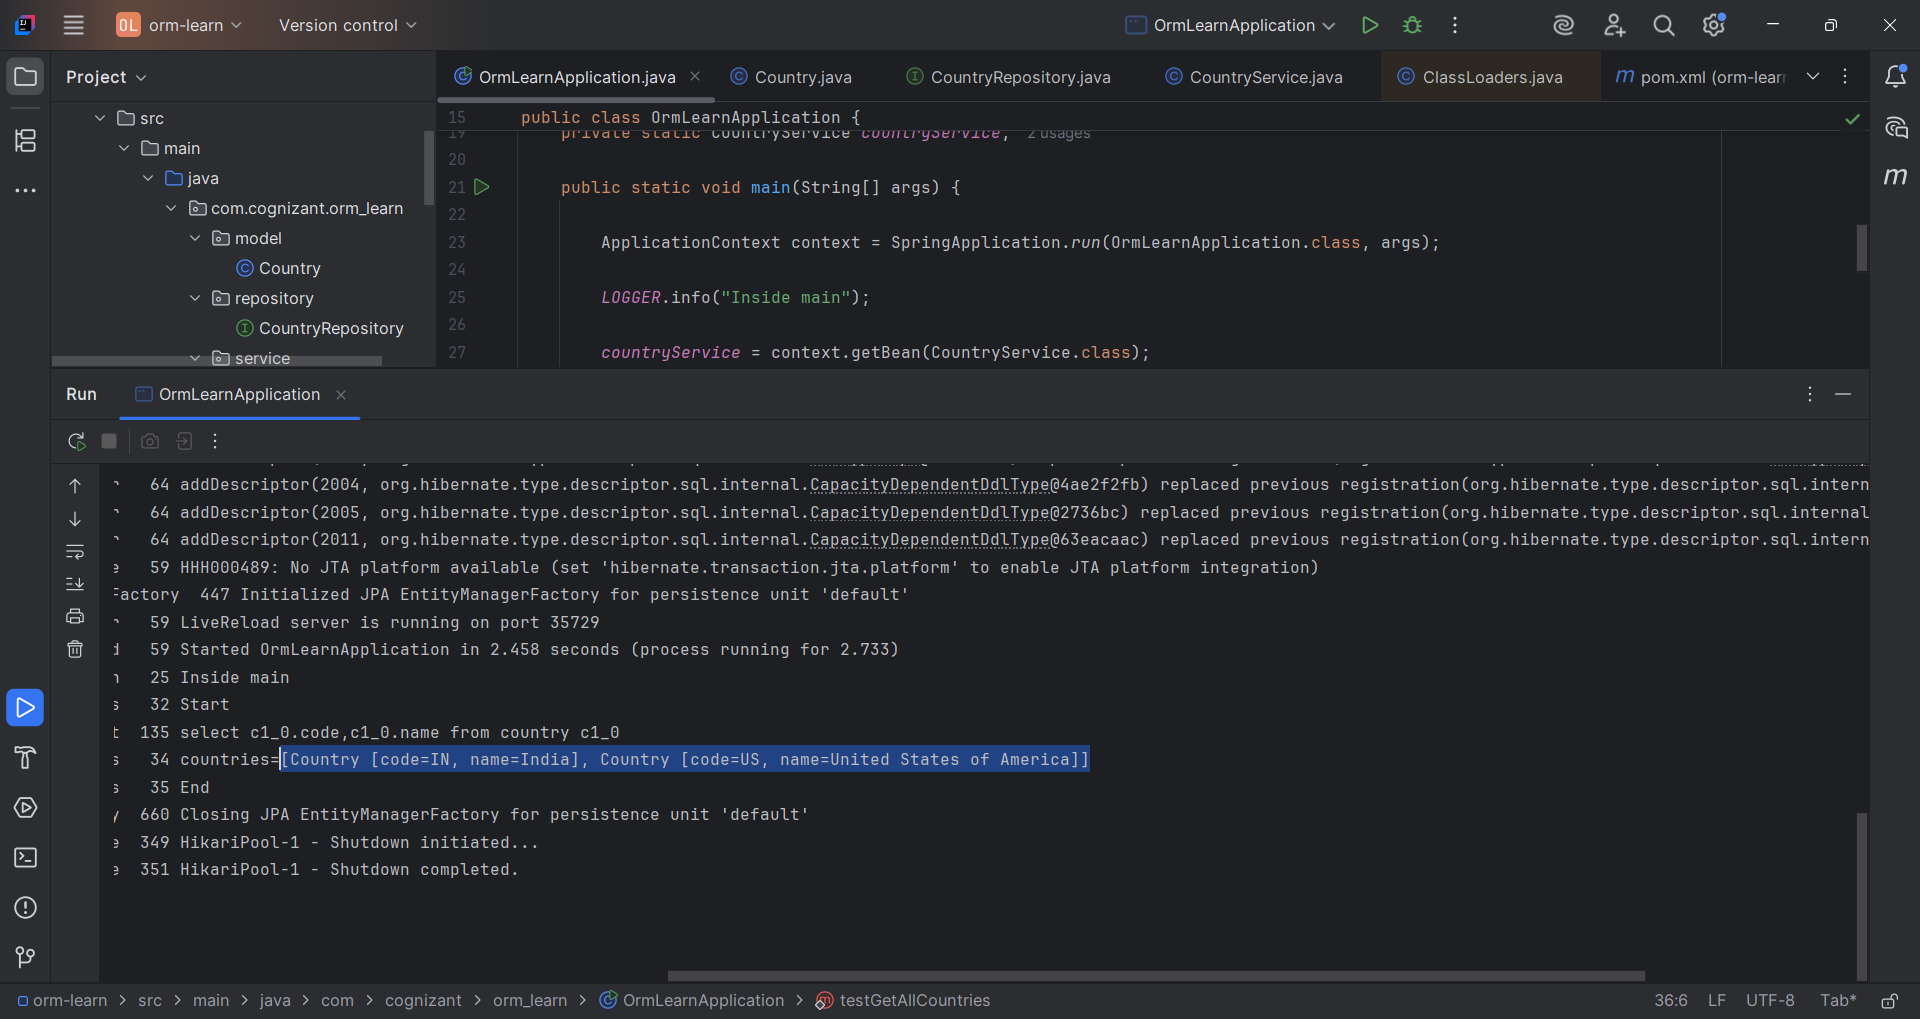 OL orm-learn Version control OrmLearnApplication
Project
OrmLearnApplication.java Country.java CountryRepository.java CountryService.java ClassLoaders.java pom.xml (orm-lear
src
main
java
com.cognizant.orm_learn
model
Country
repository
CountryRepository
service
15 public class OrmLearnApplication {
19 private static CountryService countryService; 2 usages
20
21 public static void main(String[] args) {
22
23 ApplicationContext context = SpringApplication.run(OrmLearnApplication.class, args);
24
25 LOGGER.info("Inside main");
26
27 countryService = context.getBean(CountryService.class);
Run OrmLearnApplication
r 64 addDescriptor(2004, org.hibernate.type.descriptor.sql.internal.CapacityDependentDdlType@4ae2f2fb) replaced previous registration(org.hibernate.type.descriptor.sql.intern
r 64 addDescriptor(2005, org.hibernate.type.descriptor.sql.internal.CapacityDependentDdlType@2736bc) replaced previous registration(org.hibernate.type.descriptor.sql.internal
r 64 addDescriptor(2011, org.hibernate.type.descriptor.sql.internal.CapacityDependentDdlType@63eacaac) replaced previous registration(org.hibernate.type.descriptor.sql.intern
e 59 HHH000489: No JTA platform available (set 'hibernate.transaction.jta.platform' to enable JTA platform integration)
Factory 447 Initialized JPA EntityManagerFactory for persistence unit 'default'
r 59 LiveReload server is running on port 35729
d 59 Started OrmLearnApplication in 2.458 seconds (process running for 2.733)
n 25 Inside main
s 32 Start
t 135 select c1_0.code,c1_0.name from country c1_0
s 34 countries=[Country [code=IN, name=India], Country [code=US, name=United States of America]]
s 35 End
y 660 Closing JPA EntityManagerFactory for persistence unit 'default'
e 349 HikariPool-1 - Shutdown initiated...
e 351 HikariPool-1 - Shutdown completed.
orm-learn > src > main > java > com > cognizant > orm_learn > OrmLearnApplication > testGetAllCountries 36:6 LF UTF-8 Tab*